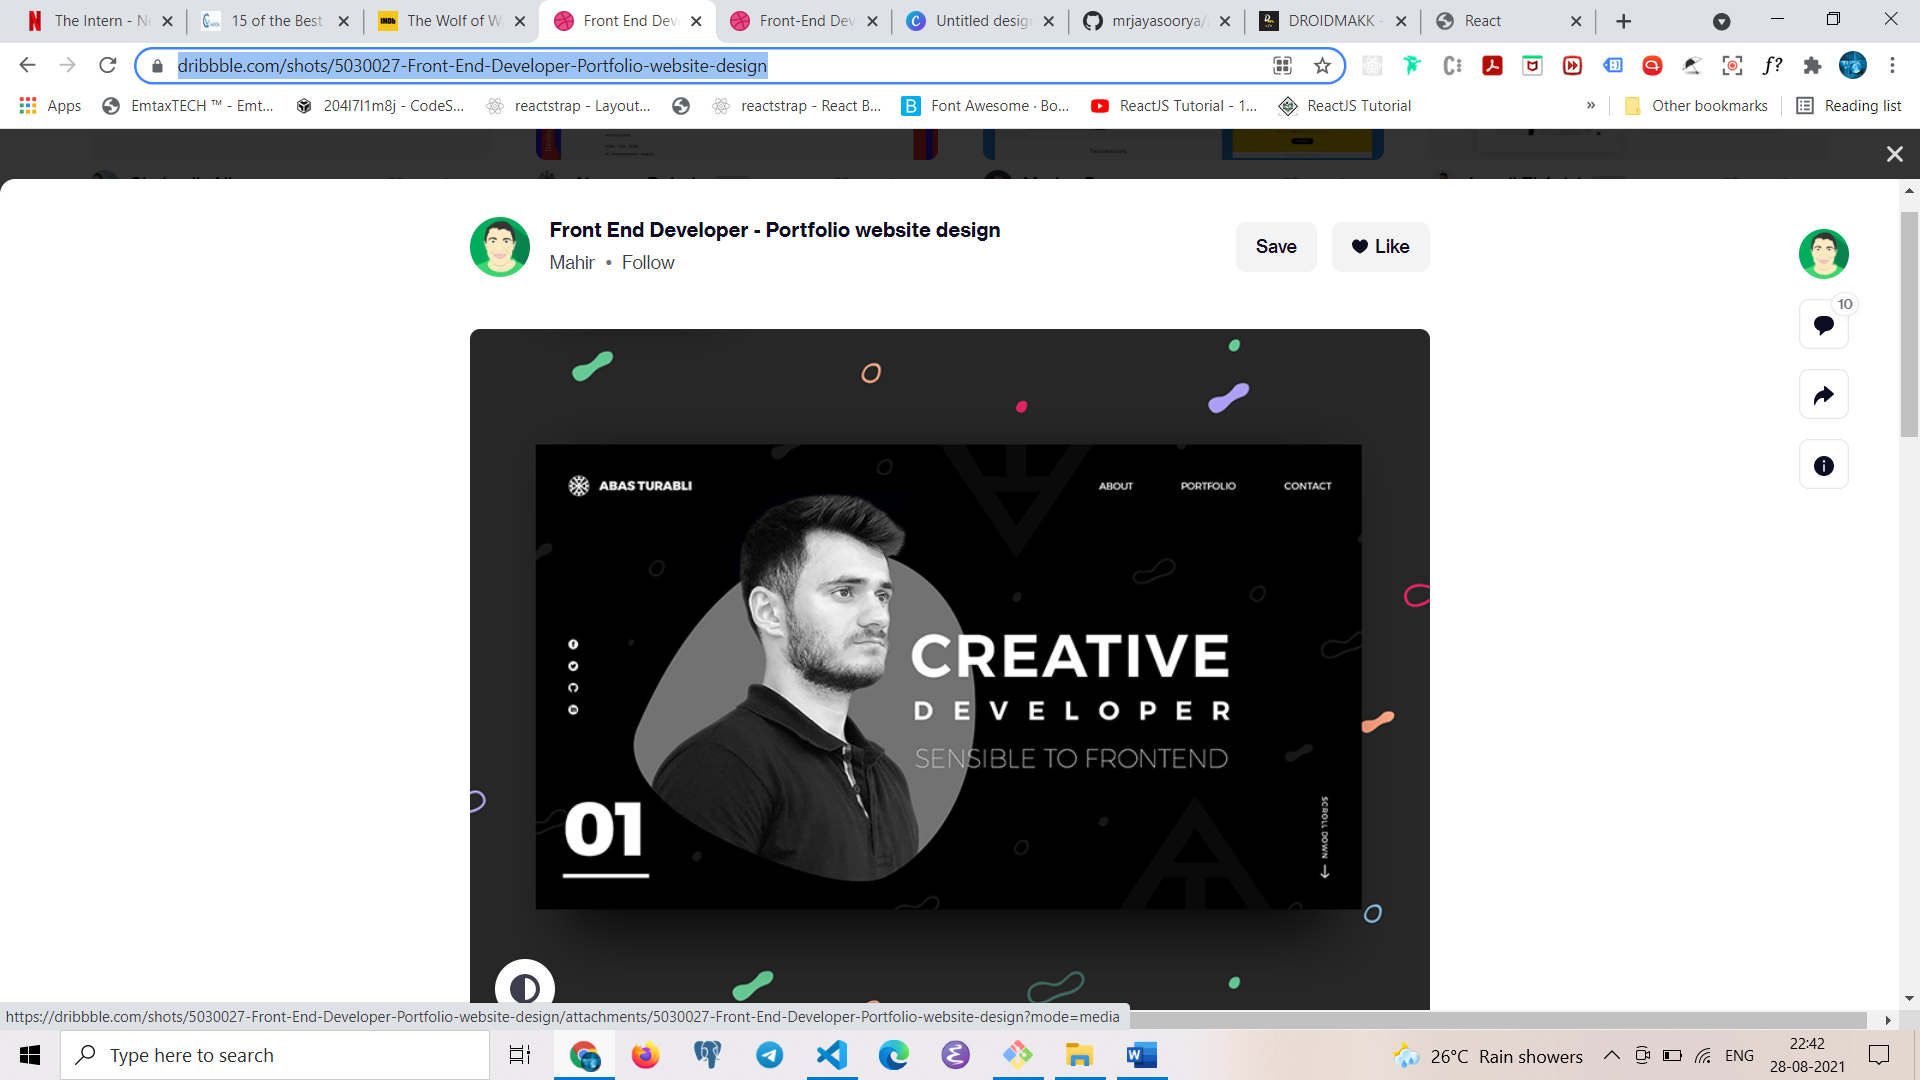 The Intern - Ne
15 of the Best
The Wolf of W
Front End Dev
Front-End Dev
Untitled desig
mrjayasoorya/
DROIDMAKK -
React
dribbble.com/shots/5030027-Front-End-Developer-Portfolio-website-design
Apps
EmtaxTECH ™ - Emt...
204l7l1m8j - CodeS...
reactstrap - Layout...
reactstrap - React B...
Font Awesome · Bo...
ReactJS Tutorial - 1...
ReactJS Tutorial
»
Other bookmarks
Reading list
Front End Developer - Portfolio website design
Mahir • Follow
Save
Like
10
ABAS TURABLI
ABOUT
PORTFOLIO
CONTACT
CREATIVE
DEVELOPER
SENSIBLE TO FRONTEND
01
SCROLL DOWN
https://dribbble.com/shots/5030027-Front-End-Developer-Portfolio-website-design/attachments/5030027-Front-End-Developer-Portfolio-website-design?mode=media
Type here to search
26°C Rain showers
ENG
22:42
28-08-2021